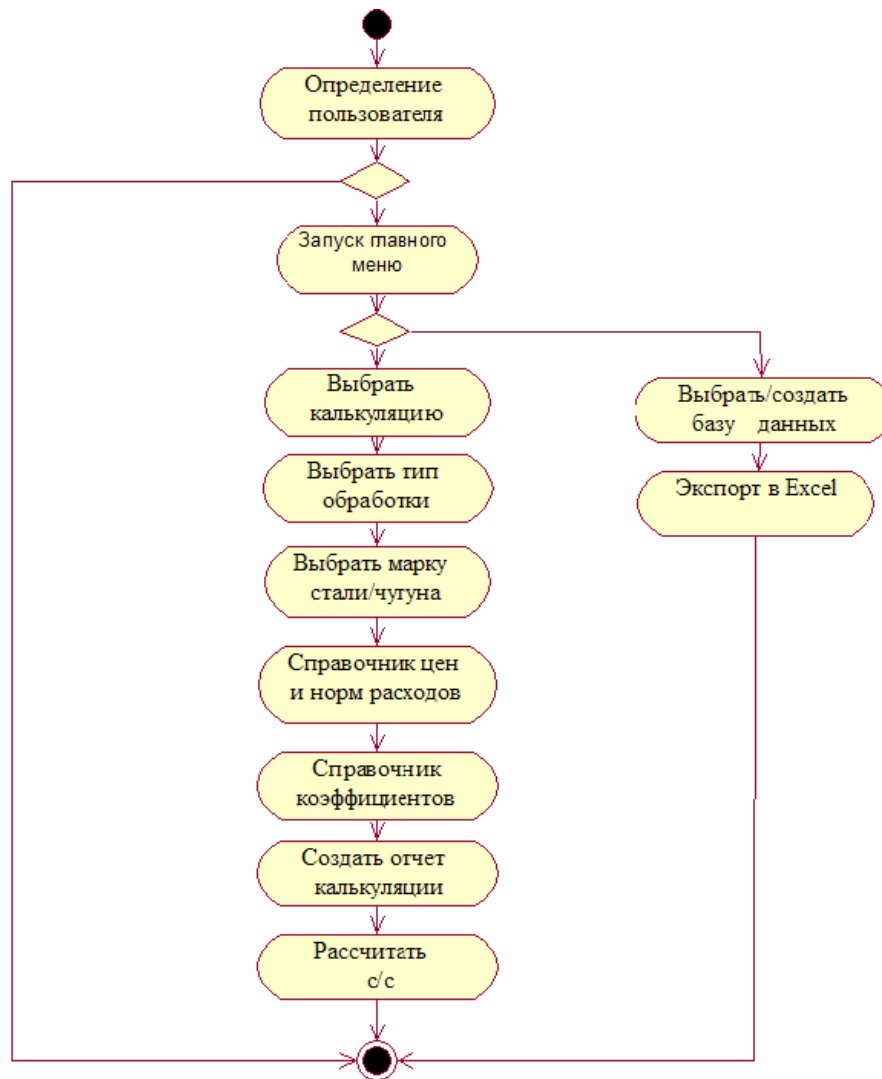 Определение
пользователя
Запуск главного
меню
Выбрать
калькуляцию
Выбрать/создать
базу данных
Выбрать тип
обработки
Экспорт в Excel
Выбрать марку
стали/чугуна
Справочник цен
и норм расходов
Справочник
коэффициентов
Создать отчет
калькуляции
Рассчитать
с/с